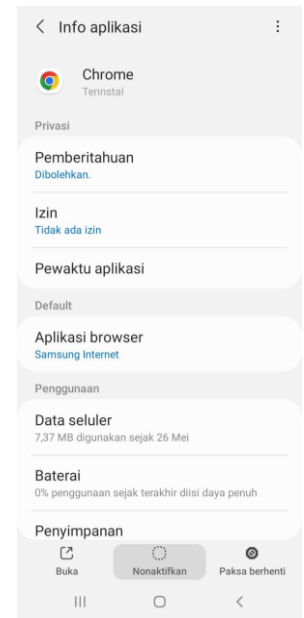 Info aplikasi
Chrome
Terinstal
Privasi
Pemberitahuan
Dibolehkan.
Izin
Tidak ada izin
Pewaktu aplikasi
Default
Aplikasi browser
Samsung Internet
Penggunaan
Data seluler
7,37 MB digunakan sejak 26 Mei
Baterai
0% penggunaan sejak terakhir diisi daya penuh
Penyimpanan
Buka Nonaktifkan Paksa berhenti